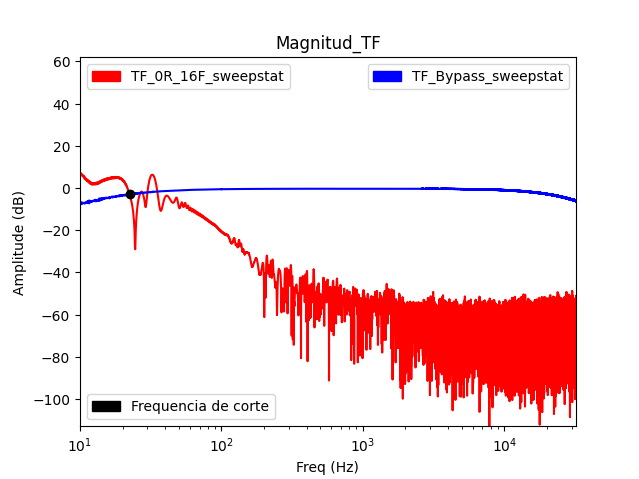 Magnitud_TF
TF_0R_16F_sweepstat
TF_Bypass_sweepstat
60
40
20
0
−20
−40
−60
−80
−100
Amplitude (dB)
Frequencia de corte
10^1
10^2
10^3
10^4
Freq (Hz)